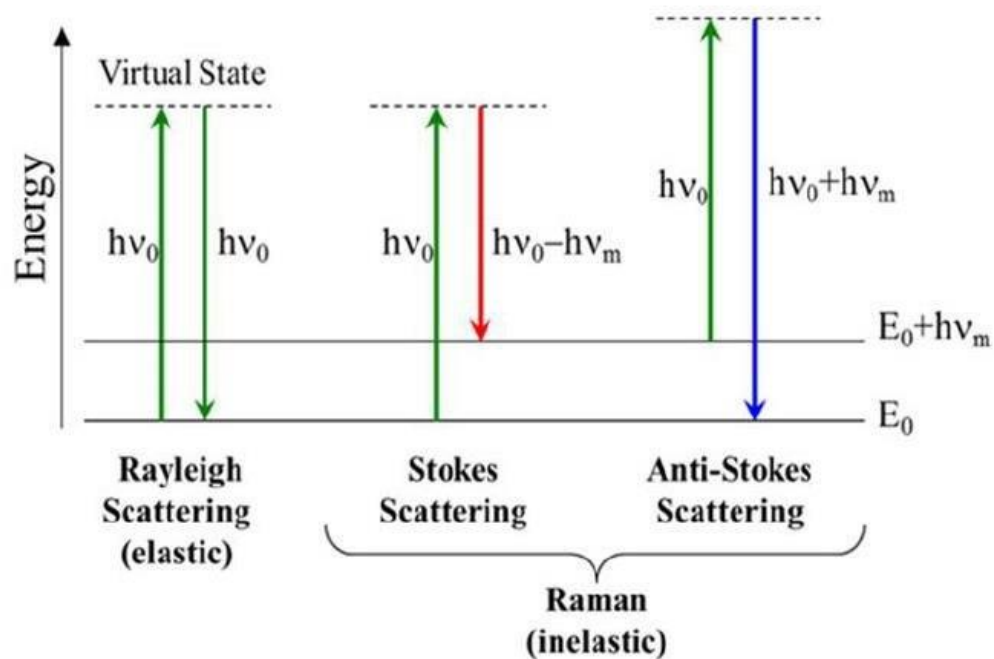 Energy
Virtual State
hν₀
hν₀
hν₀
hν₀−hνₘ
hν₀
hν₀+hνₘ
E₀+hνₘ
E₀
Rayleigh
Scattering
(elastic)
Stokes
Scattering
Anti-Stokes
Scattering
Raman
(inelastic)